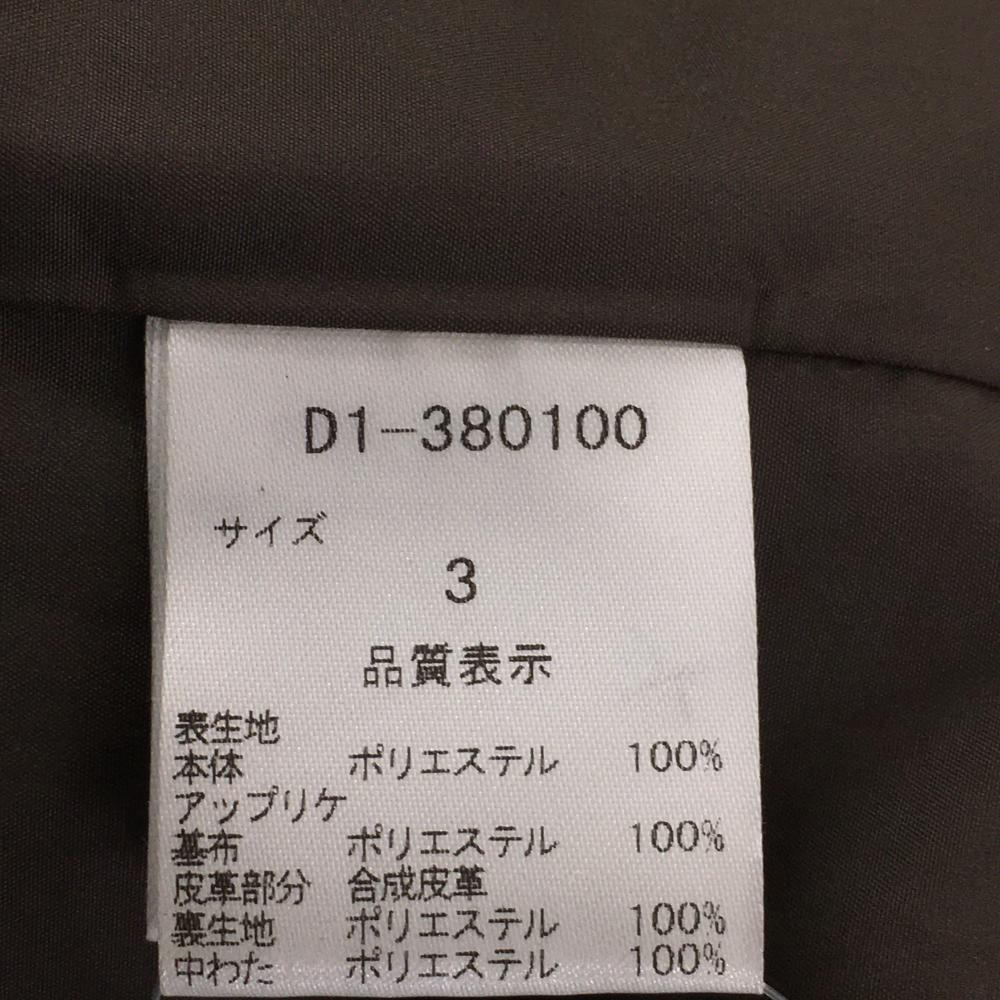 D1-380100
サイズ
3
品質表示
表生地
本体 ポリエステル 100%
アップリケ
基布 ポリエステル 100%
皮革部分 合成皮革
裏生地 ポリエステル 100%
中わた ポリエステル 100%